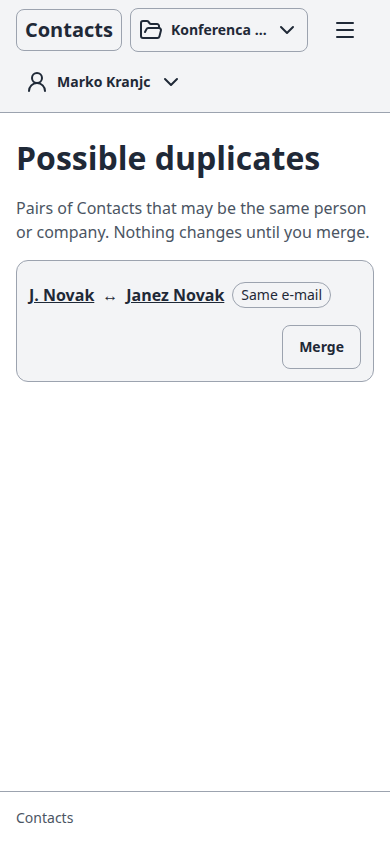 Contacts
Konferenca ...
Marko Kranjc
Possible duplicates
Pairs of Contacts that may be the same person
or company. Nothing changes until you merge.
J. Novak ↔ Janez Novak Same e-mail
Merge
Contacts